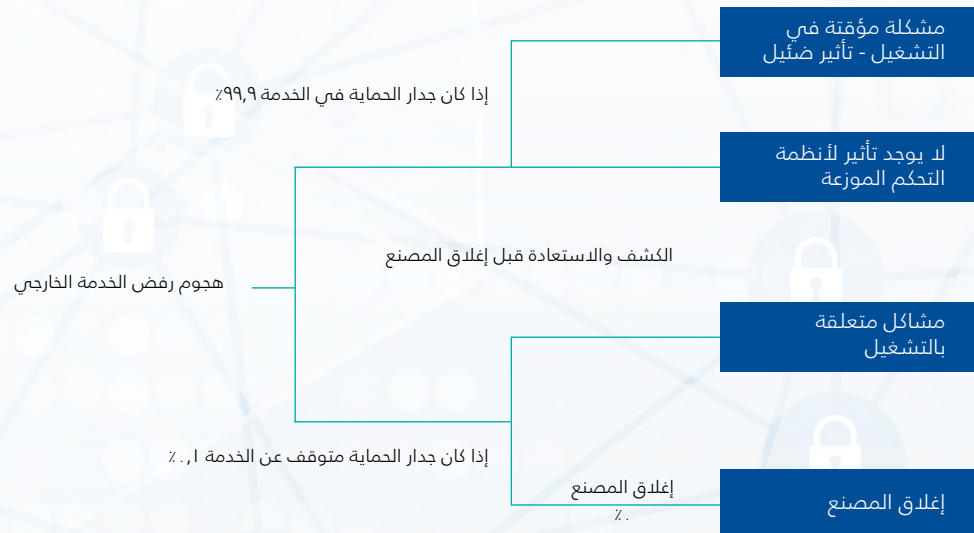 مشكلة مؤقتة في
التشغيل - تأثير ضئيل
إذا كان جدار الحماية في الخدمة ٩٩,٩٪
لا يوجد تأثير لأنظمة
التحكم الموزعة
الكشف والاستعادة قبل إغلاق المصنع
هجوم رفض الخدمة الخارجي
مشاكل متعلقة
بالتشغيل
إذا كان جدار الحماية متوقف عن الخدمة ٠,١٪
إغلاق المصنع
٠٪
إغلاق المصنع